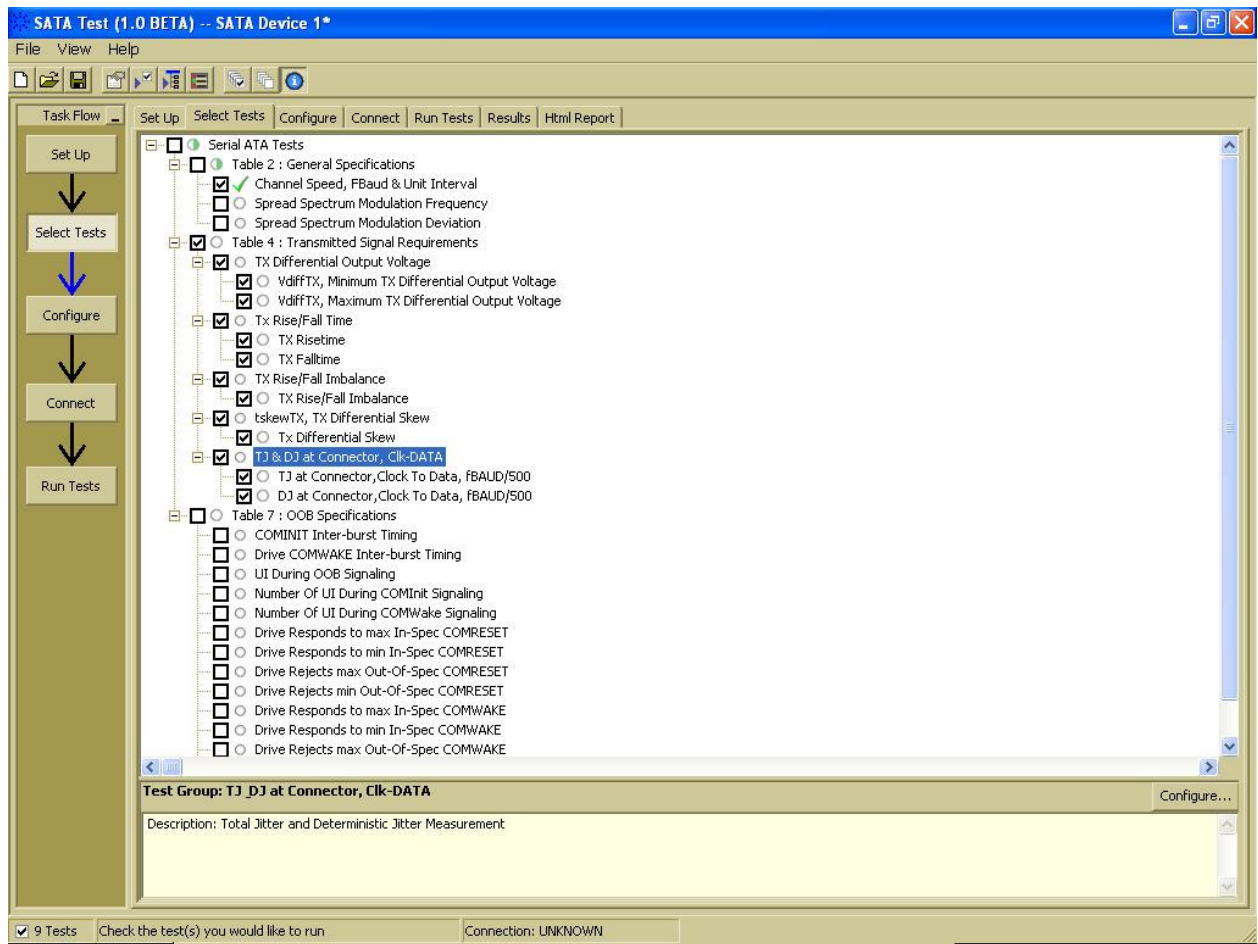 SATA Test (1.0 BETA) -- SATA Device 1*
File View Help
Task Flow
Set Up
Select Tests
Configure
Connect
Run Tests
Set Up Select Tests Configure Connect Run Tests Results Html Report
Serial ATA Tests
Table 2 : General Specifications
Channel Speed, FBaud & Unit Interval
Spread Spectrum Modulation Frequency
Spread Spectrum Modulation Deviation
Table 4 : Transmitted Signal Requirements
TX Differential Output Voltage
VdiffTX, Minimum TX Differential Output Voltage
VdiffTX, Maximum TX Differential Output Voltage
Tx Rise/Fall Time
TX Risetime
TX Falltime
TX Rise/Fall Imbalance
TX Rise/Fall Imbalance
tskewTX, TX Differential Skew
Tx Differential Skew
TJ & DJ at Connector, Clk-DATA
TJ at Connector,Clock To Data, fBAUD/500
DJ at Connector,Clock To Data, fBAUD/500
Table 7 : OOB Specifications
COMINIT Inter-burst Timing
Drive COMWAKE Inter-burst Timing
UI During OOB Signaling
Number Of UI During COMInit Signaling
Number Of UI During COMWake Signaling
Drive Responds to max In-Spec COMRESET
Drive Responds to min In-Spec COMRESET
Drive Rejects max Out-Of-Spec COMRESET
Drive Rejects min Out-Of-Spec COMRESET
Drive Responds to max In-Spec COMWAKE
Drive Responds to min In-Spec COMWAKE
Drive Rejects max Out-Of-Spec COMWAKE
Test Group: TJ_DJ at Connector, Clk-DATA
Configure...
Description: Total Jitter and Deterministic Jitter Measurement
9 Tests Check the test(s) you would like to run Connection: UNKNOWN